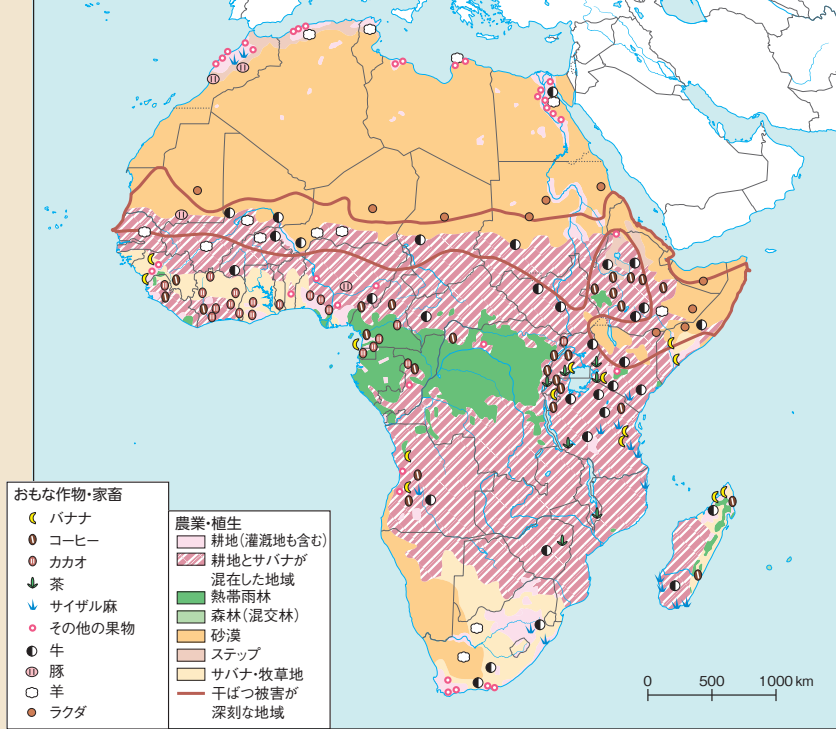 おもな作物・家畜
バナナ
コーヒー
カカオ
茶
サイザル麻
その他の果物
牛
豚
羊
ラクダ
農業・植生
耕地(灌漑地も含む)
耕地とサバナが
混在した地域
熱帯雨林
森林(混交林)
砂漠
ステップ
サバナ・牧草地
干ばつ被害が
深刻な地域
0 500 1000 km